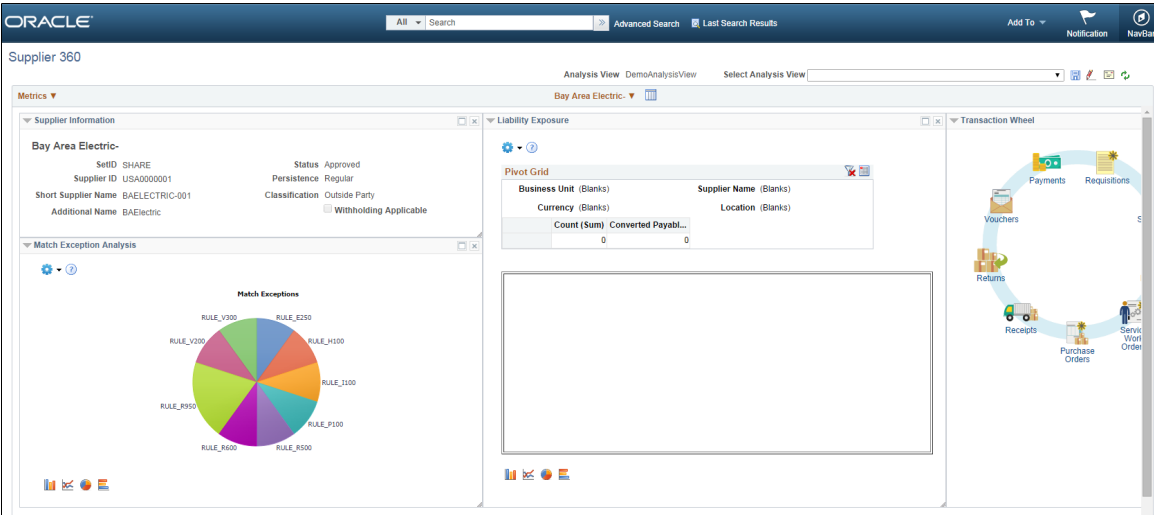 ORACLE
All Search Advanced Search Last Search Results Add To Notification NavBar
Supplier 360
Analysis View DemoAnalysisView Select Analysis View
Metrics Bay Area Electric-
Supplier Information
Bay Area Electric-
SetID SHARE Status Approved
Supplier ID USA0000001 Persistence Regular
Short Supplier Name BAELECTRIC-001 Classification Outside Party
Additional Name BAElectric Withholding Applicable
Match Exception Analysis
Match Exceptions
RULE_V300 RULE_E250
RULE_V200 RULE_H100
RULE_I100
RULE_R950
RULE_P100
RULE_R600 RULE_R500
Liability Exposure
Pivot Grid
Business Unit (Blanks) Supplier Name (Blanks)
Currency (Blanks) Location (Blanks)
Count (Sum) Converted Payabl...
0 0
Transaction Wheel
Payments Requisitions
Vouchers S
Returns
Receipts
Purchase
Orders
Servic
Worl
Order